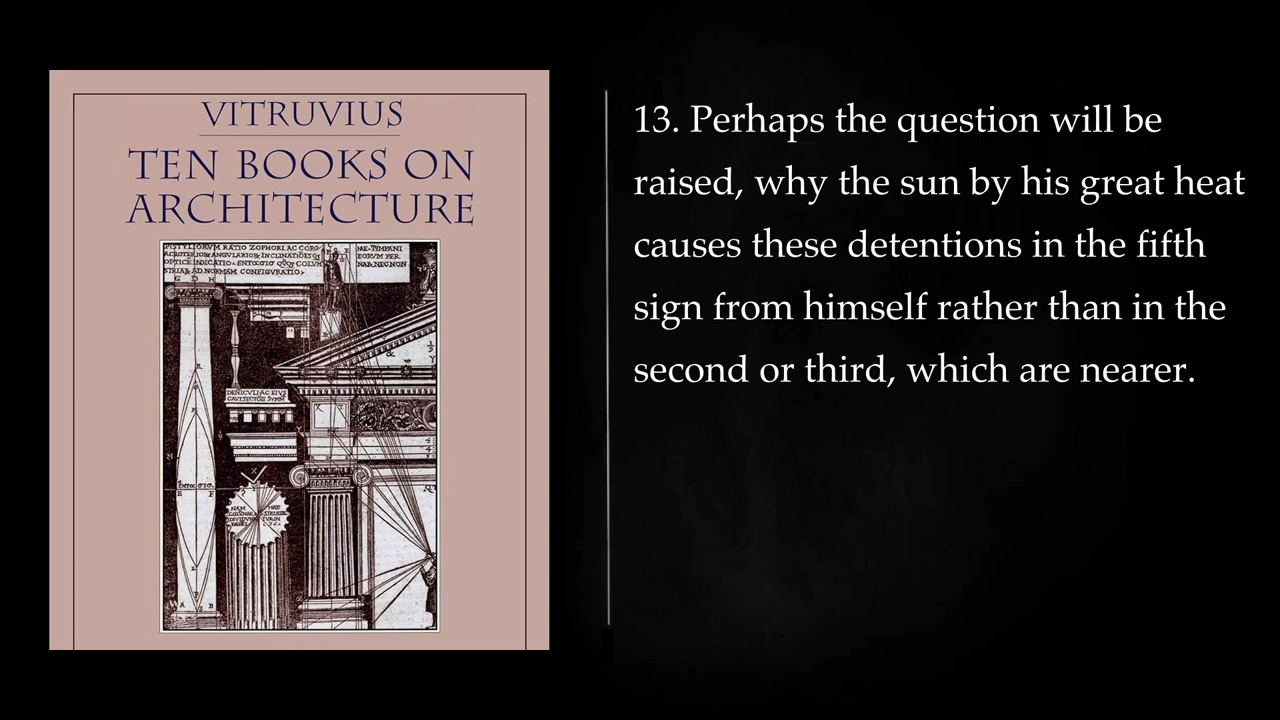 VITRUVIUS
TEN BOOKS ON
ARCHITECTURE
13. Perhaps the question will be
raised, why the sun by his great heat
causes these detentions in the fifth
sign from himself rather than in the
second or third, which are nearer.